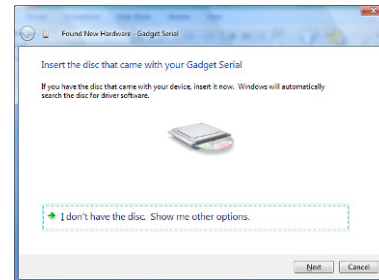 Found New Hardware - Gadget Serial
Insert the disc that came with your Gadget Serial
If you have the disc that came with your device, insert it now. Windows will automatically
search the disc for driver software.
I don't have the disc. Show me other options.
Next Cancel